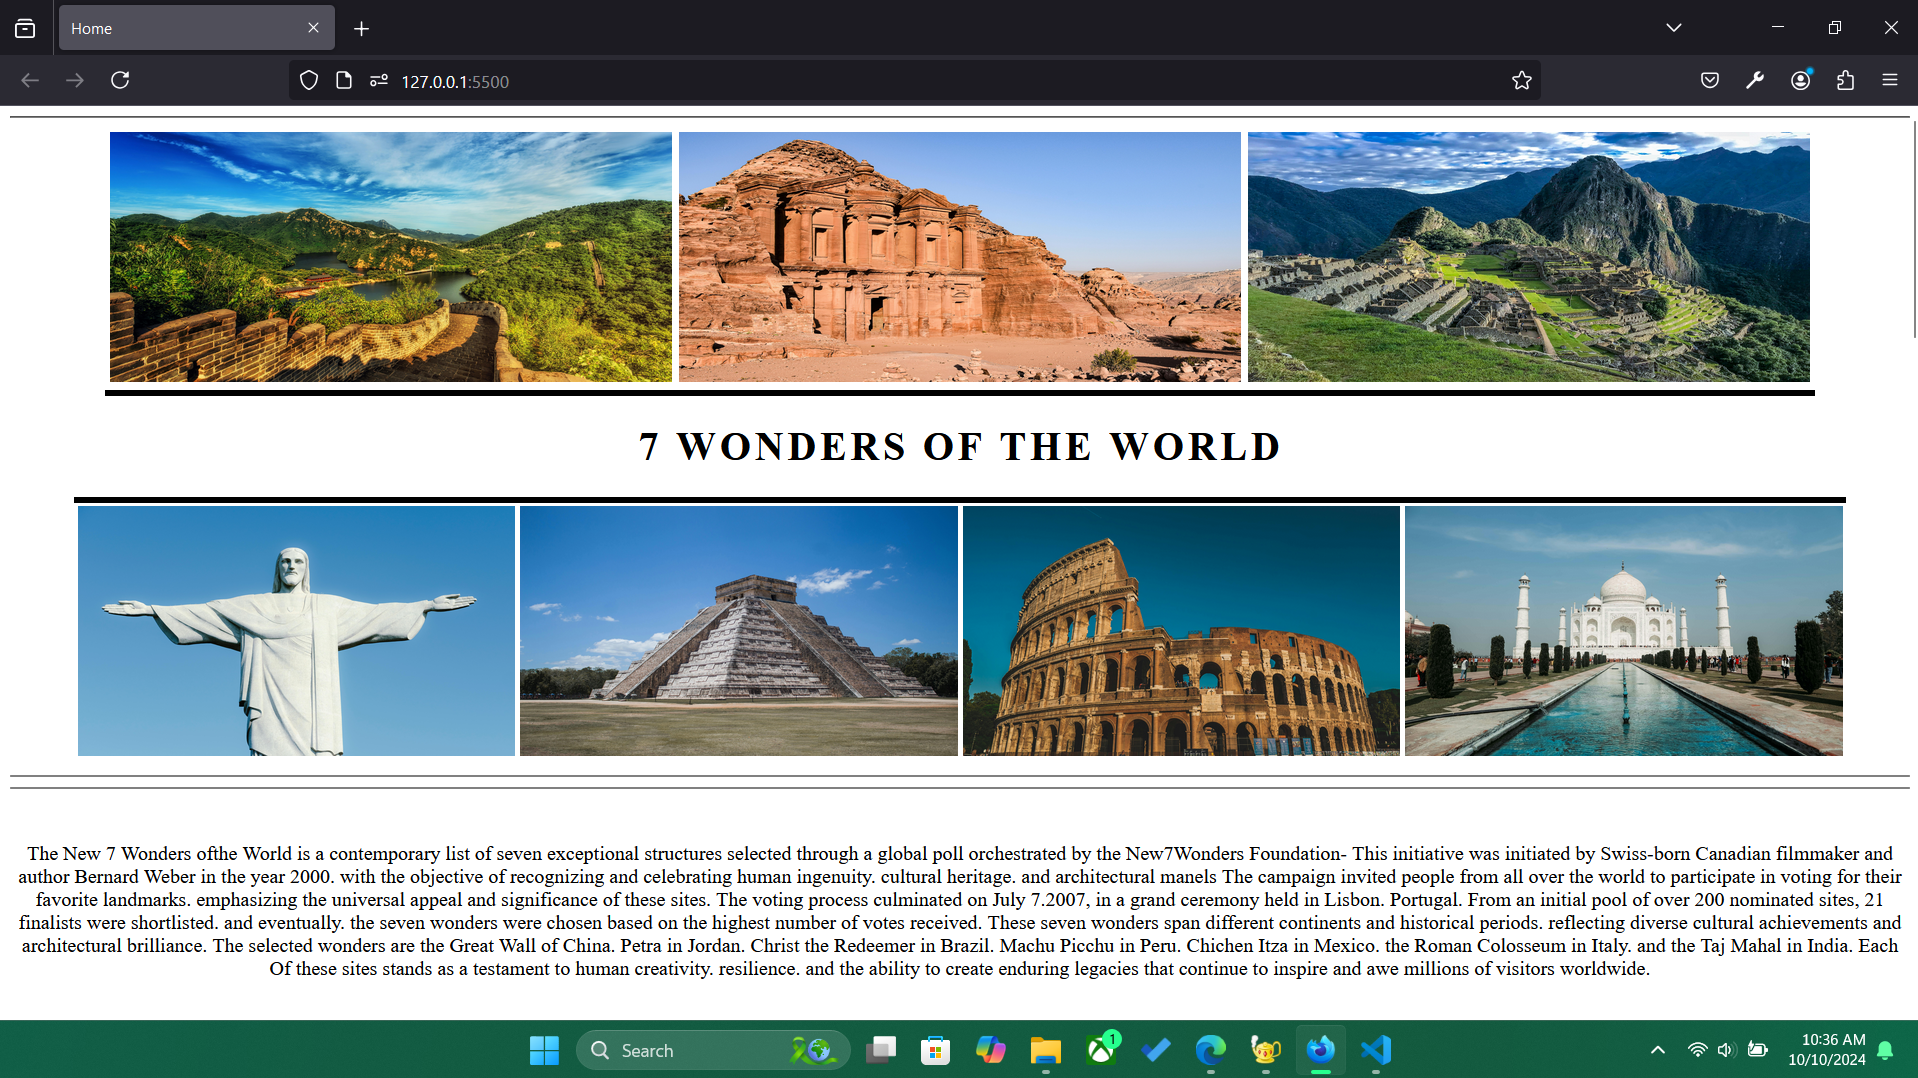 Home
127.0.0.1:5500
7 WONDERS OF THE WORLD
The New 7 Wonders ofthe World is a contemporary list of seven exceptional structures selected through a global poll orchestrated by the New7Wonders Foundation- This initiative was initiated by Swiss-born Canadian filmmaker and
author Bernard Weber in the year 2000. with the objective of recognizing and celebrating human ingenuity. cultural heritage. and architectural manels The campaign invited people from all over the world to participate in voting for their
favorite landmarks. emphasizing the universal appeal and significance of these sites. The voting process culminated on July 7.2007, in a grand ceremony held in Lisbon. Portugal. From an initial pool of over 200 nominated sites, 21
finalists were shortlisted. and eventually. the seven wonders were chosen based on the highest number of votes received. These seven wonders span different continents and historical periods. reflecting diverse cultural achievements and
architectural brilliance. The selected wonders are the Great Wall of China. Petra in Jordan. Christ the Redeemer in Brazil. Machu Picchu in Peru. Chichen Itza in Mexico. the Roman Colosseum in Italy. and the Taj Mahal in India. Each
Of these sites stands as a testament to human creativity. resilience. and the ability to create enduring legacies that continue to inspire and awe millions of visitors worldwide.
Search
1
10:36 AM
10/10/2024